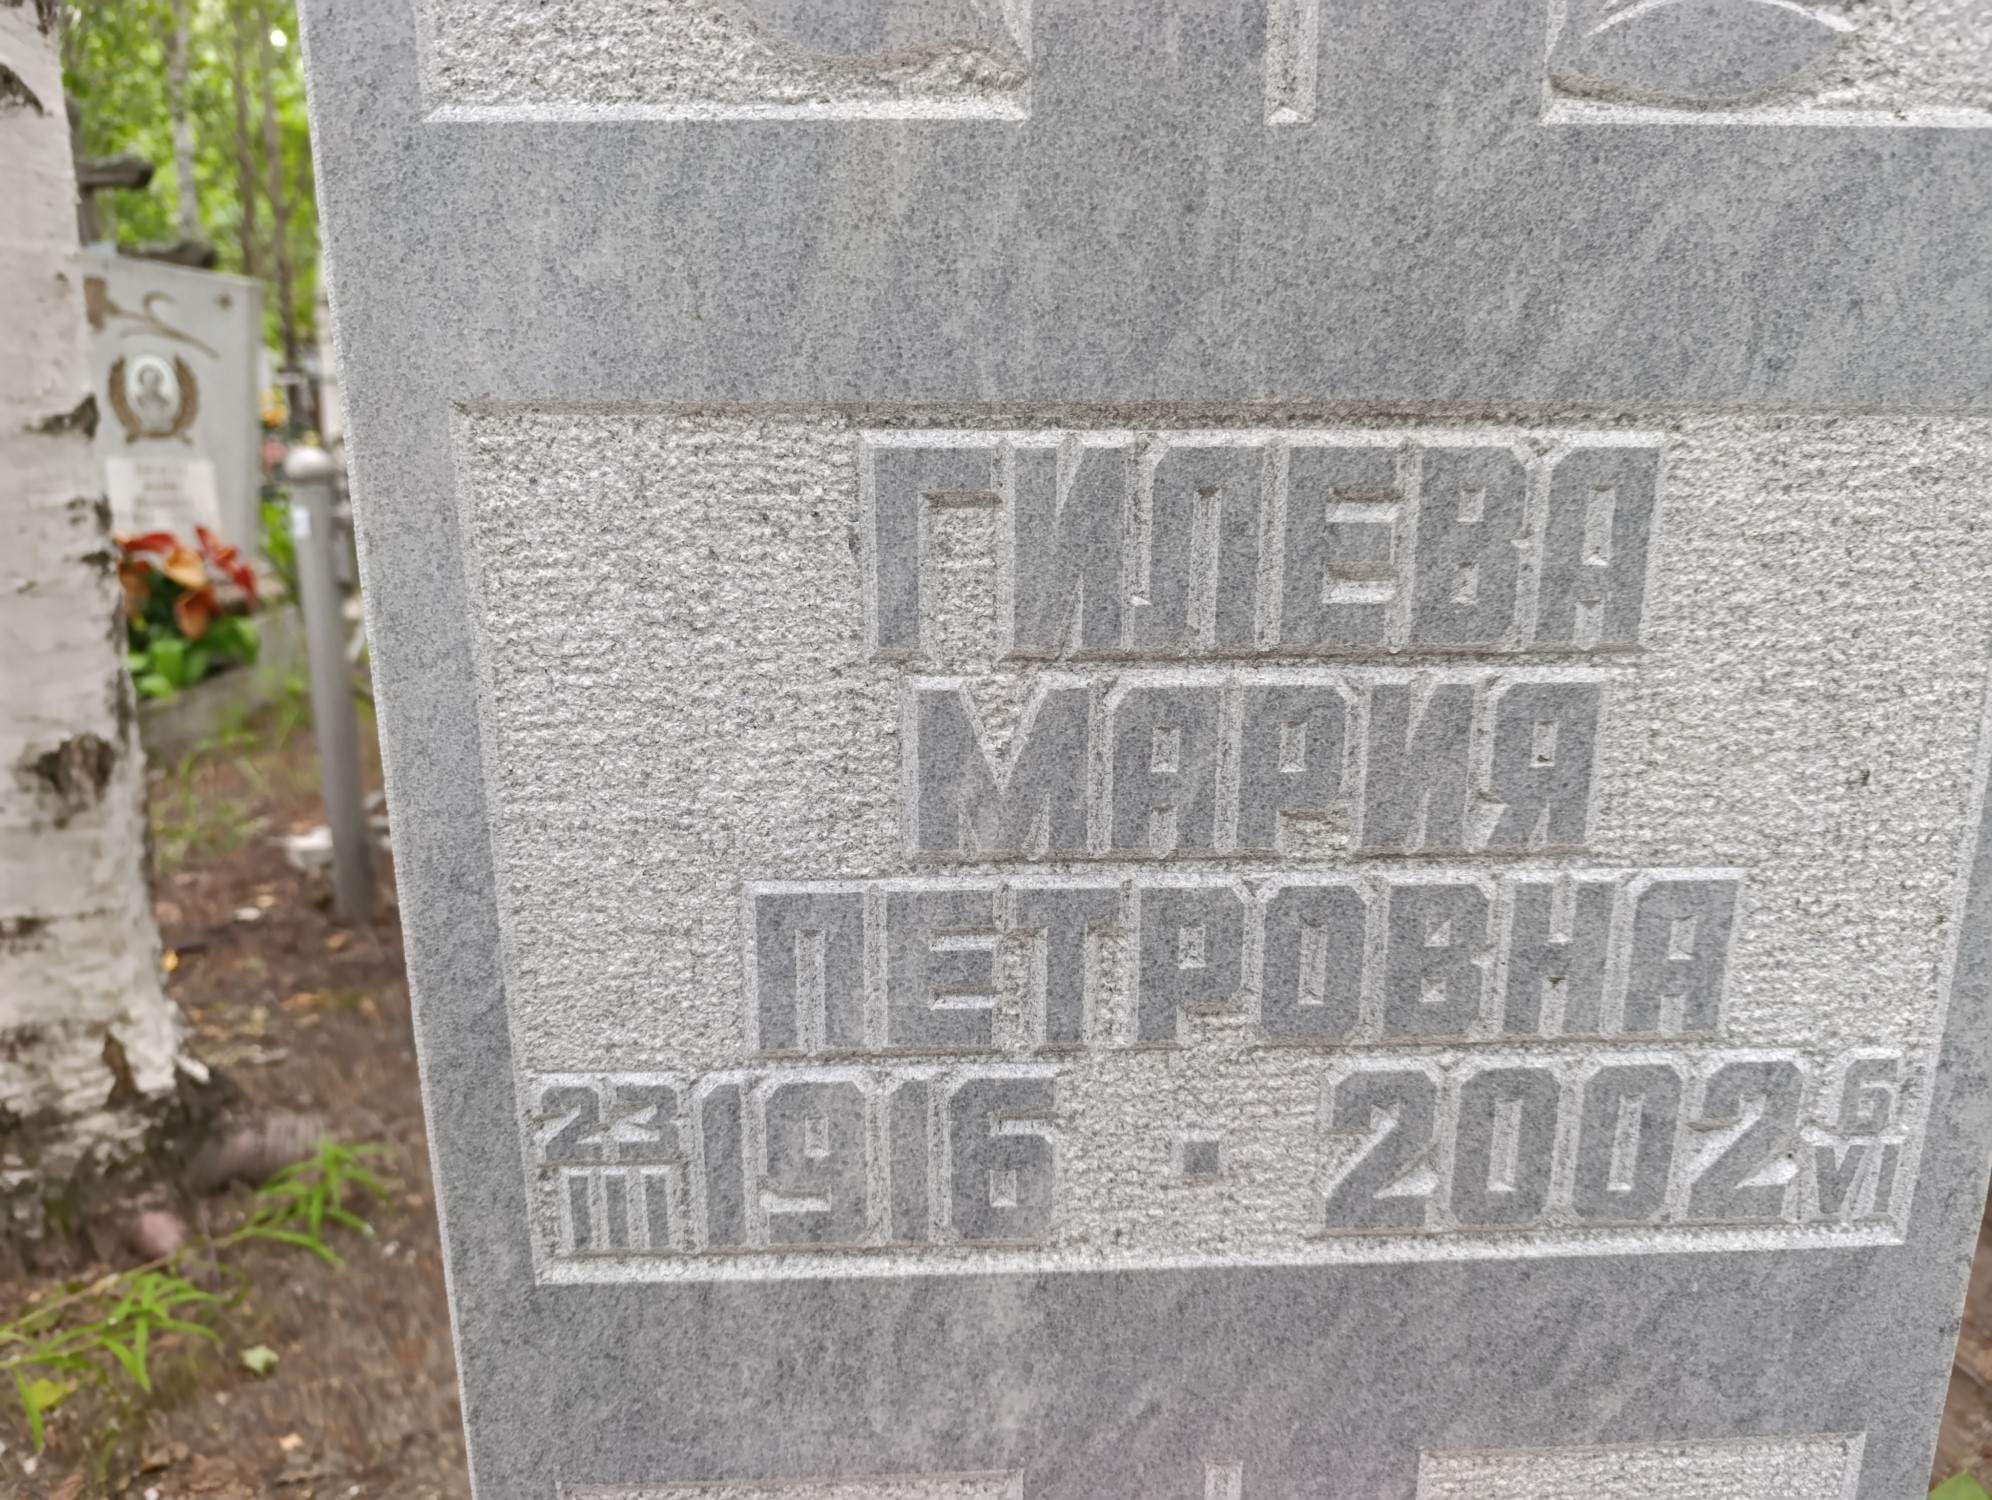 ГИЛЕВА
МАРИЯ
ПЕТРОВНА
23 III 1916 - 2002 6 VI